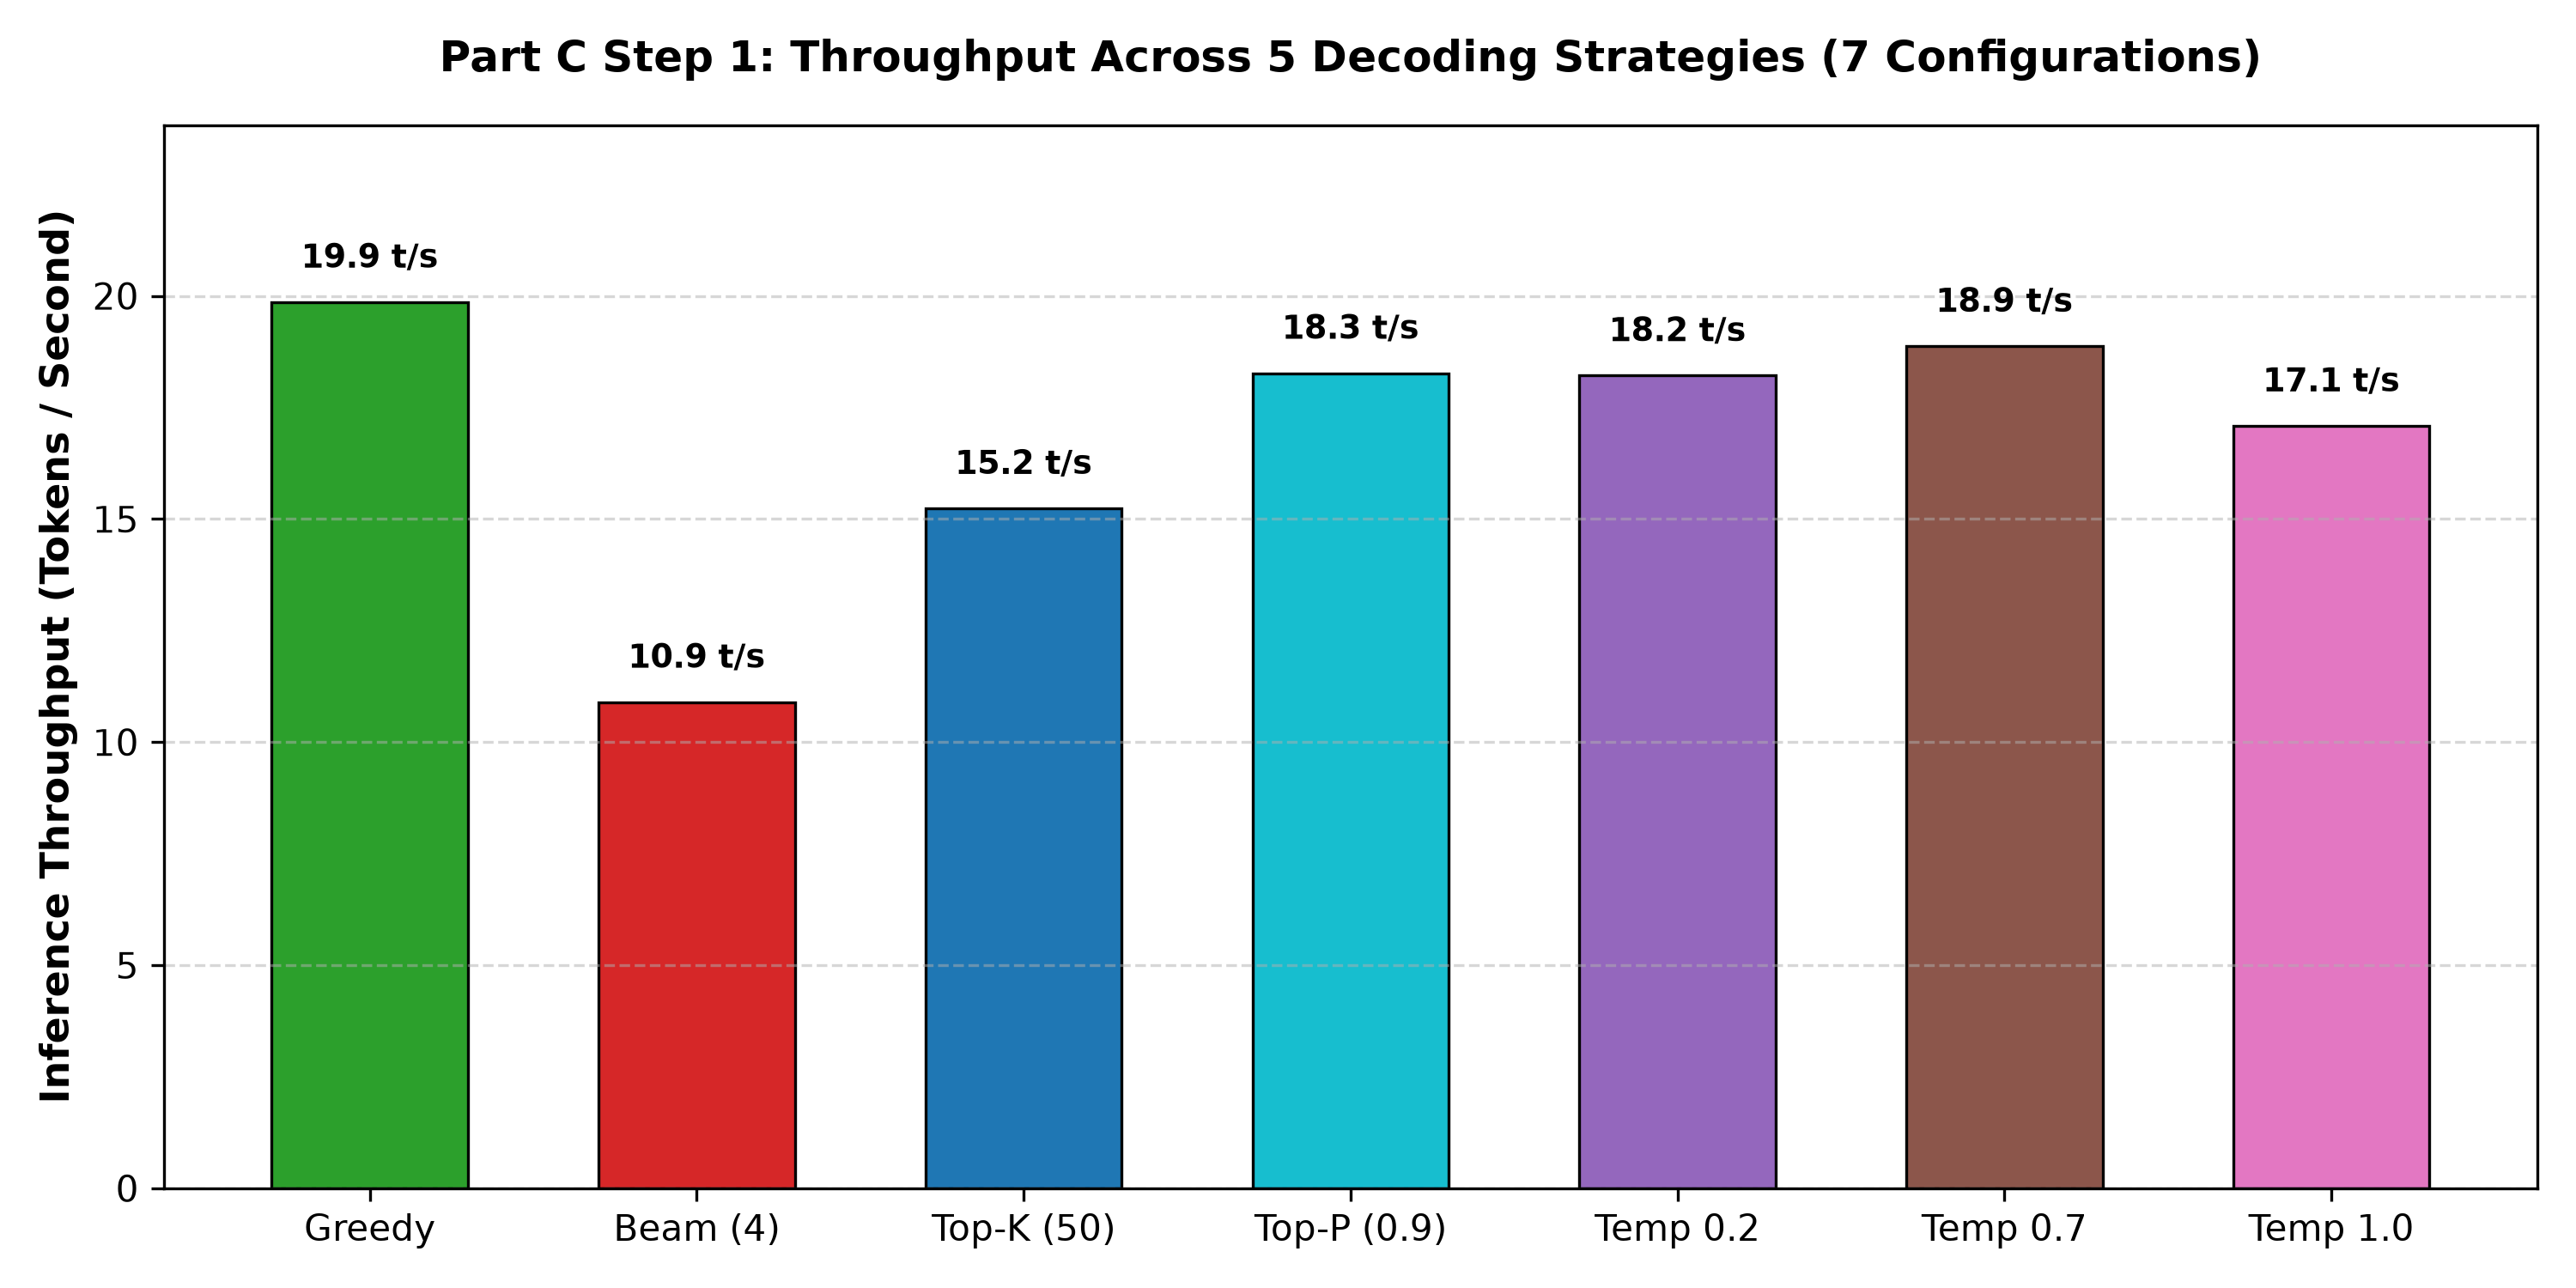 Part C Step 1: Throughput Across 5 Decoding Strategies (7 Configurations)
Inference Throughput (Tokens / Second)
20
15
10
5
0
19.9 t/s
10.9 t/s
15.2 t/s
18.3 t/s
18.2 t/s
18.9 t/s
17.1 t/s
Greedy
Beam (4)
Top-K (50)
Top-P (0.9)
Temp 0.2
Temp 0.7
Temp 1.0